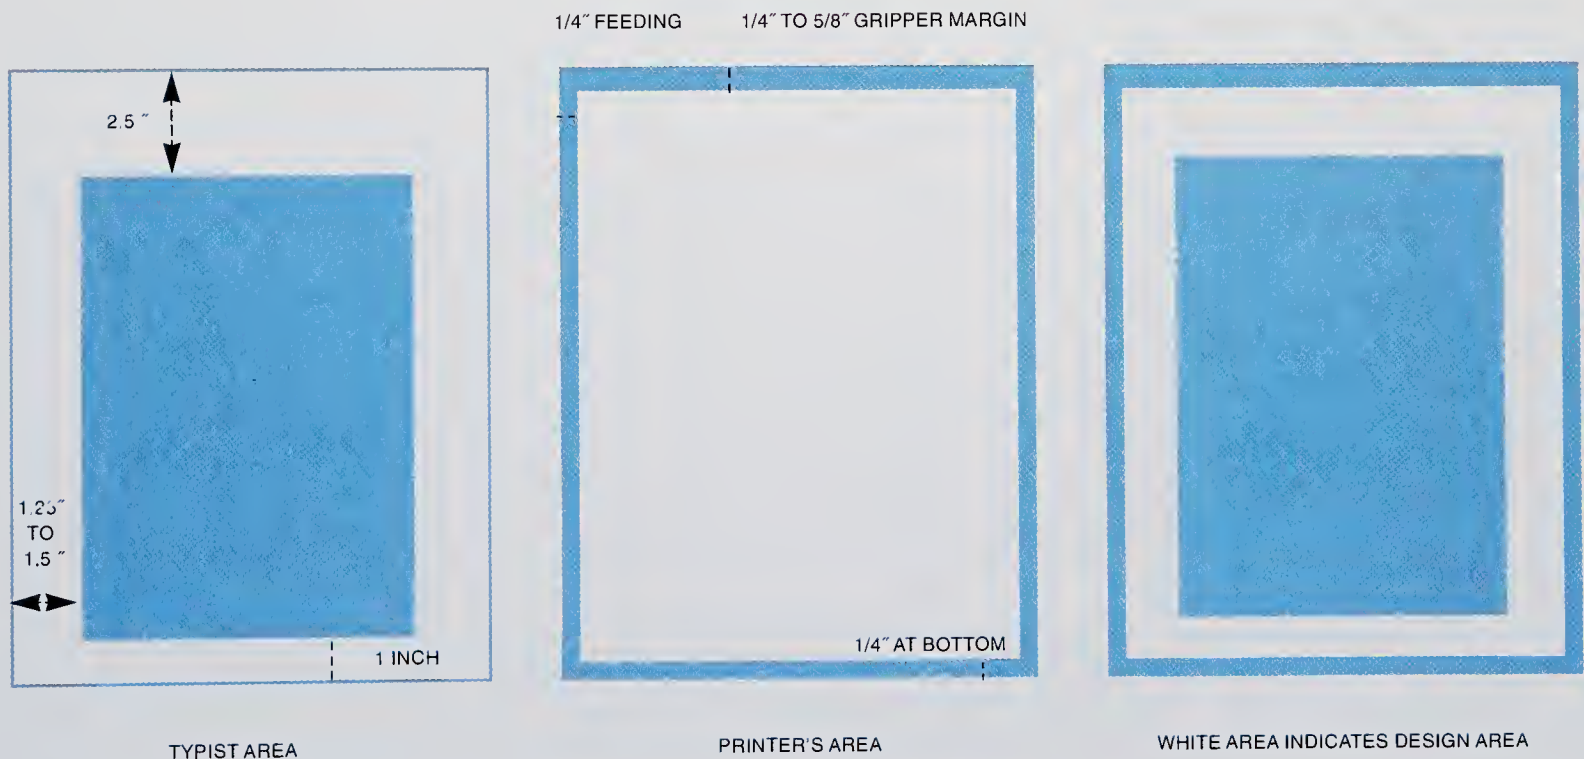 1/4″ FEEDING
1/4″ TO 5/8″ GRIPPER MARGIN
2.5 ″
1.25″
TO
1.5 ″
1 INCH
1/4″ AT BOTTOM
TYPIST AREA
PRINTER'S AREA
WHITE AREA INDICATES DESIGN AREA